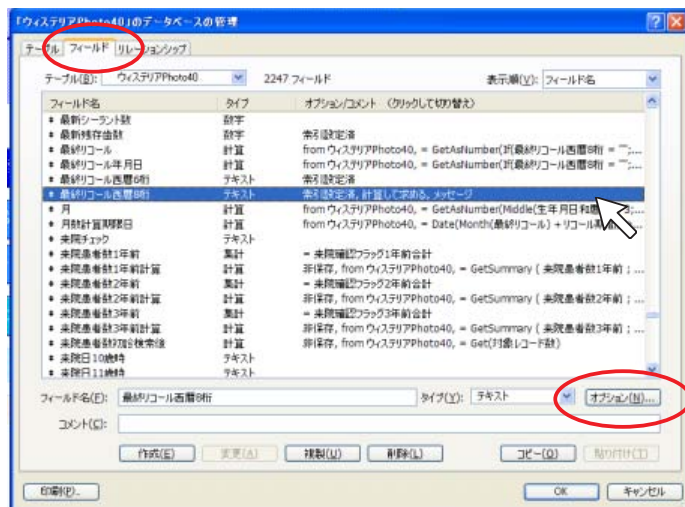 「ウィステリアPhoto40」のデータベースの管理
テーブル フィールド リレーションシップ
テーブル(B): ウィステリアPhoto40 2247 フィールド 表示順(V): フィールド名
フィールド名 タイプ オプション/コメント (クリックして切り替え)
最新シーラント数 数字
最新残存歯数 数字 索引設定済
最終リコール 計算 from ウィステリアPhoto40, = GetAsNumber(If(最終リコール西暦8桁 = "";...
最終リコール年月日 計算 from ウィステリアPhoto40, = GetAsNumber(If(最終リコール西暦8桁 = "";...
最終リコール西暦 テキスト 索引設定済
最終リコール西暦8桁 テキスト 索引設定済, 計算して求める, メッセージ
月 計算 from ウィステリアPhoto40, = GetAsNumber(Middle(生年月日和暦 3;...
月数計算期限日 計算 from ウィステリアPhoto40, = Date(Month(最終リコール) + リコール期
来院チェック テキスト
来院患者数1年前 集計 = 来院確認フラッグ1年前合計
来院患者数1年前計算 計算 非保存, from ウィステリアPhoto40, = GetSummary ( 来院患者数1年前 ; ...
来院患者数2年前 集計 = 来院確認フラッグ2年前合計
来院患者数2年前計算 計算 非保存, from ウィステリアPhoto40, = GetSummary ( 来院患者数2年前 ; ...
来院患者数3年前 集計 = 来院確認フラッグ3年前合計
来院患者数3年前計算 計算 非保存, from ウィステリアPhoto40, = GetSummary ( 来院患者数3年前 ; ...
来院患者数対応検索後 計算 非保存, from ウィステリアPhoto40, = Get(対象レコード数)
来院日10歳時 テキスト
来院日11歳時 テキスト
フィールド名(F): 最終リコール西暦8桁 タイプ(Y): テキスト オプション(N)...
コメント(C):
作成(E) 変更(A) 複製(U) 削除(L) コピー(O) 貼り付け(T)
印刷(P)... OK キャンセル